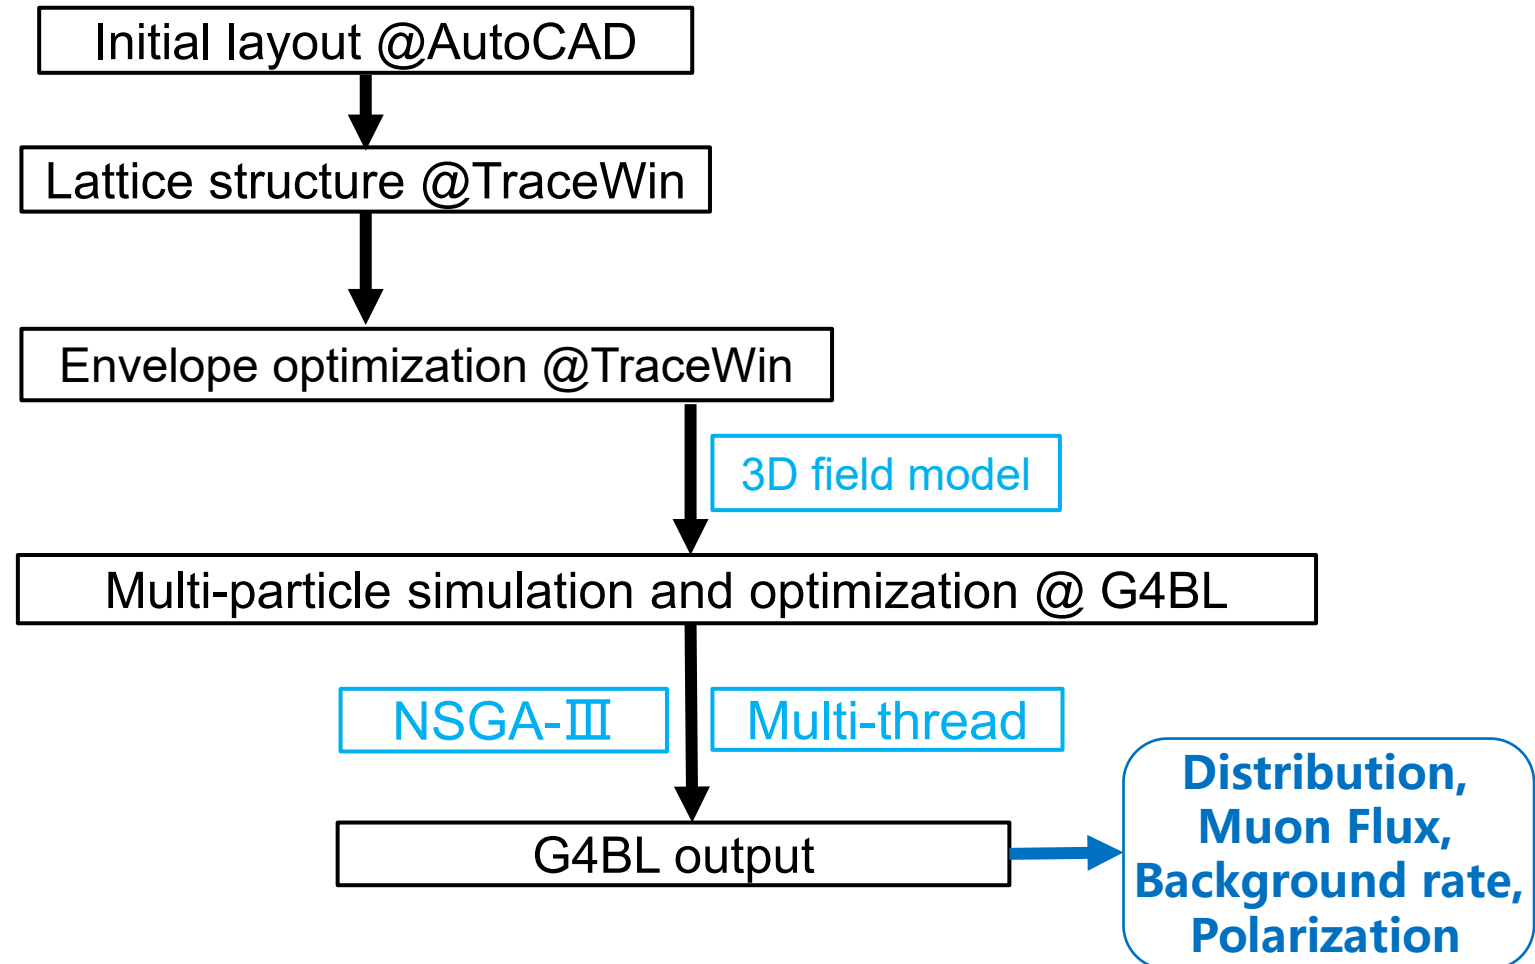 Initial layout @AutoCAD
Lattice structure @TraceWin
Envelope optimization @TraceWin
3D field model
Multi-particle simulation and optimization @ G4BL
NSGA-Ⅲ
Multi-thread
G4BL output
Distribution,
Muon Flux,
Background rate,
Polarization